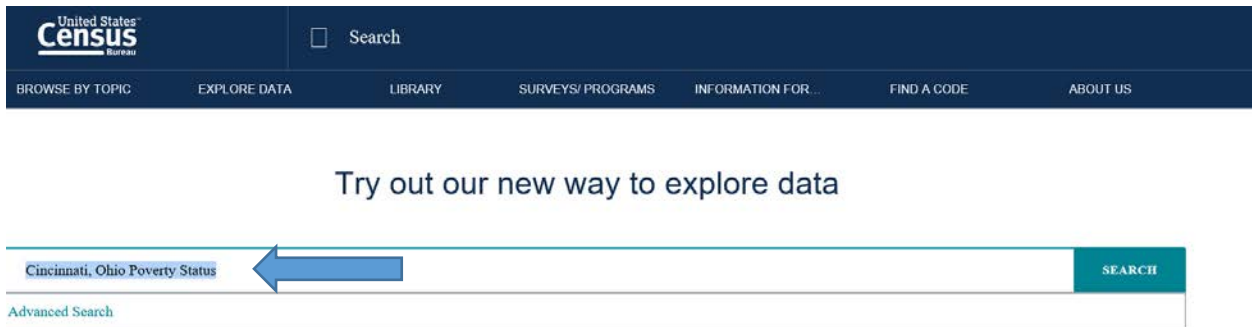 United States™
Census
Bureau
Search
BROWSE BY TOPIC EXPLORE DATA LIBRARY SURVEYS/ PROGRAMS INFORMATION FOR... FIND A CODE ABOUT US
Try out our new way to explore data
Cincinnati, Ohio Poverty Status
SEARCH
Advanced Search